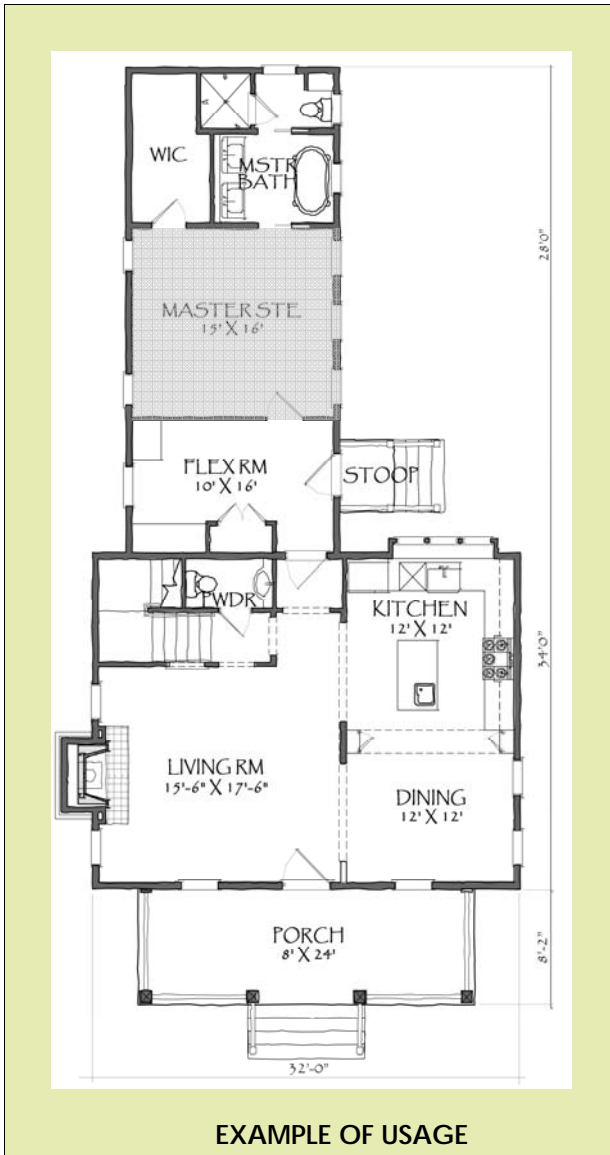 WIC
MSTR
BATH
28'0"
MASTER STE
15' X 16'
FLEX RM
10' X 16'
STOOP
PWDR
KITCHEN
12' X 12'
34'0"
LIVING RM
15'-6" X 17'-6"
DINING
12' X 12'
PORCH
8' X 24'
8'-2"
32'-0"
EXAMPLE OF USAGE